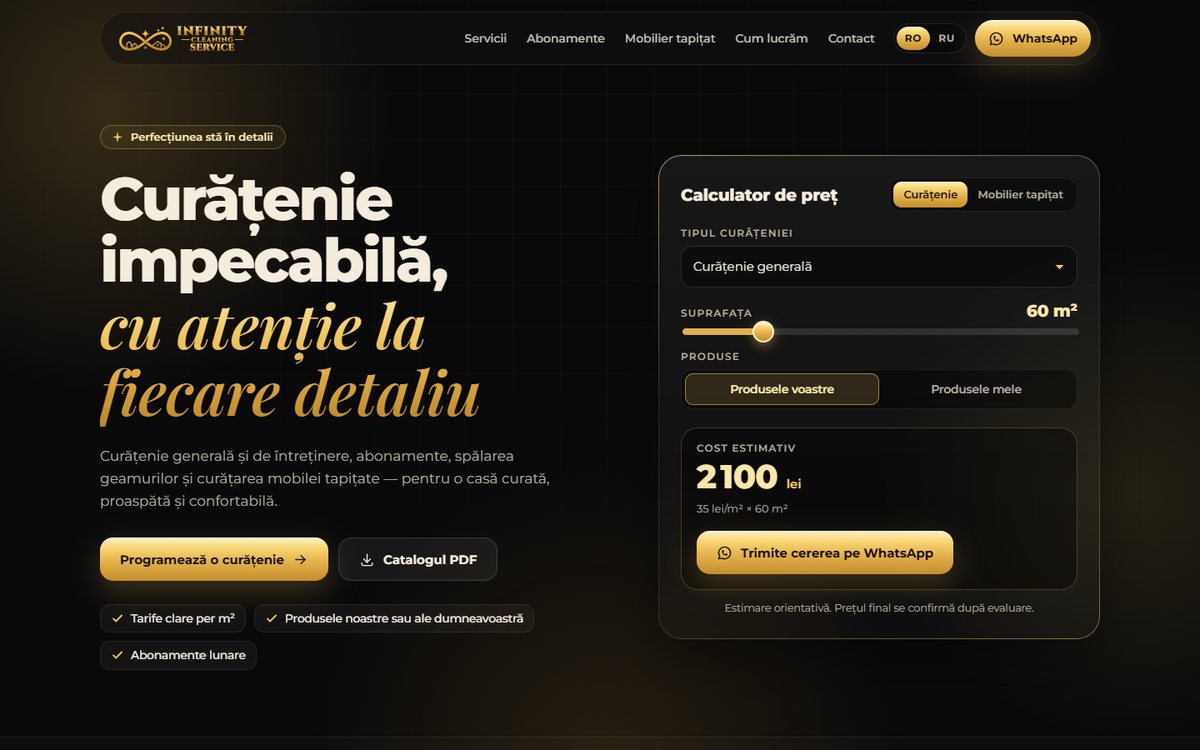 INFINITY
CLEANING
SERVICE
Servicii
Abonamente
Mobilier tapițat
Cum lucrăm
Contact
RO
RU
WhatsApp
Perfecțiunea stă în detalii
Curățenie
impecabilă,
cu atenție la
fiecare detaliu
Curățenie generală și de întreținere, abonamente, spălarea
geamurilor și curățarea mobilei tapițate — pentru o casă curată,
proaspătă și confortabilă.
Programează o curățenie →
Catalogul PDF
Tarife clare per m²
Produsele noastre sau ale dumneavoastră
Abonamente lunare
Calculator de preț
Curățenie
Mobilier tapițat
TIPUL CURĂȚENIEI
Curățenie generală
SUPRAFAȚA
60 m²
PRODUSE
Produsele voastre
Produsele mele
COST ESTIMATIV
2 100 lei
35 lei/m² × 60 m²
Trimite cererea pe WhatsApp
Estimare orientativă. Prețul final se confirmă după evaluare.